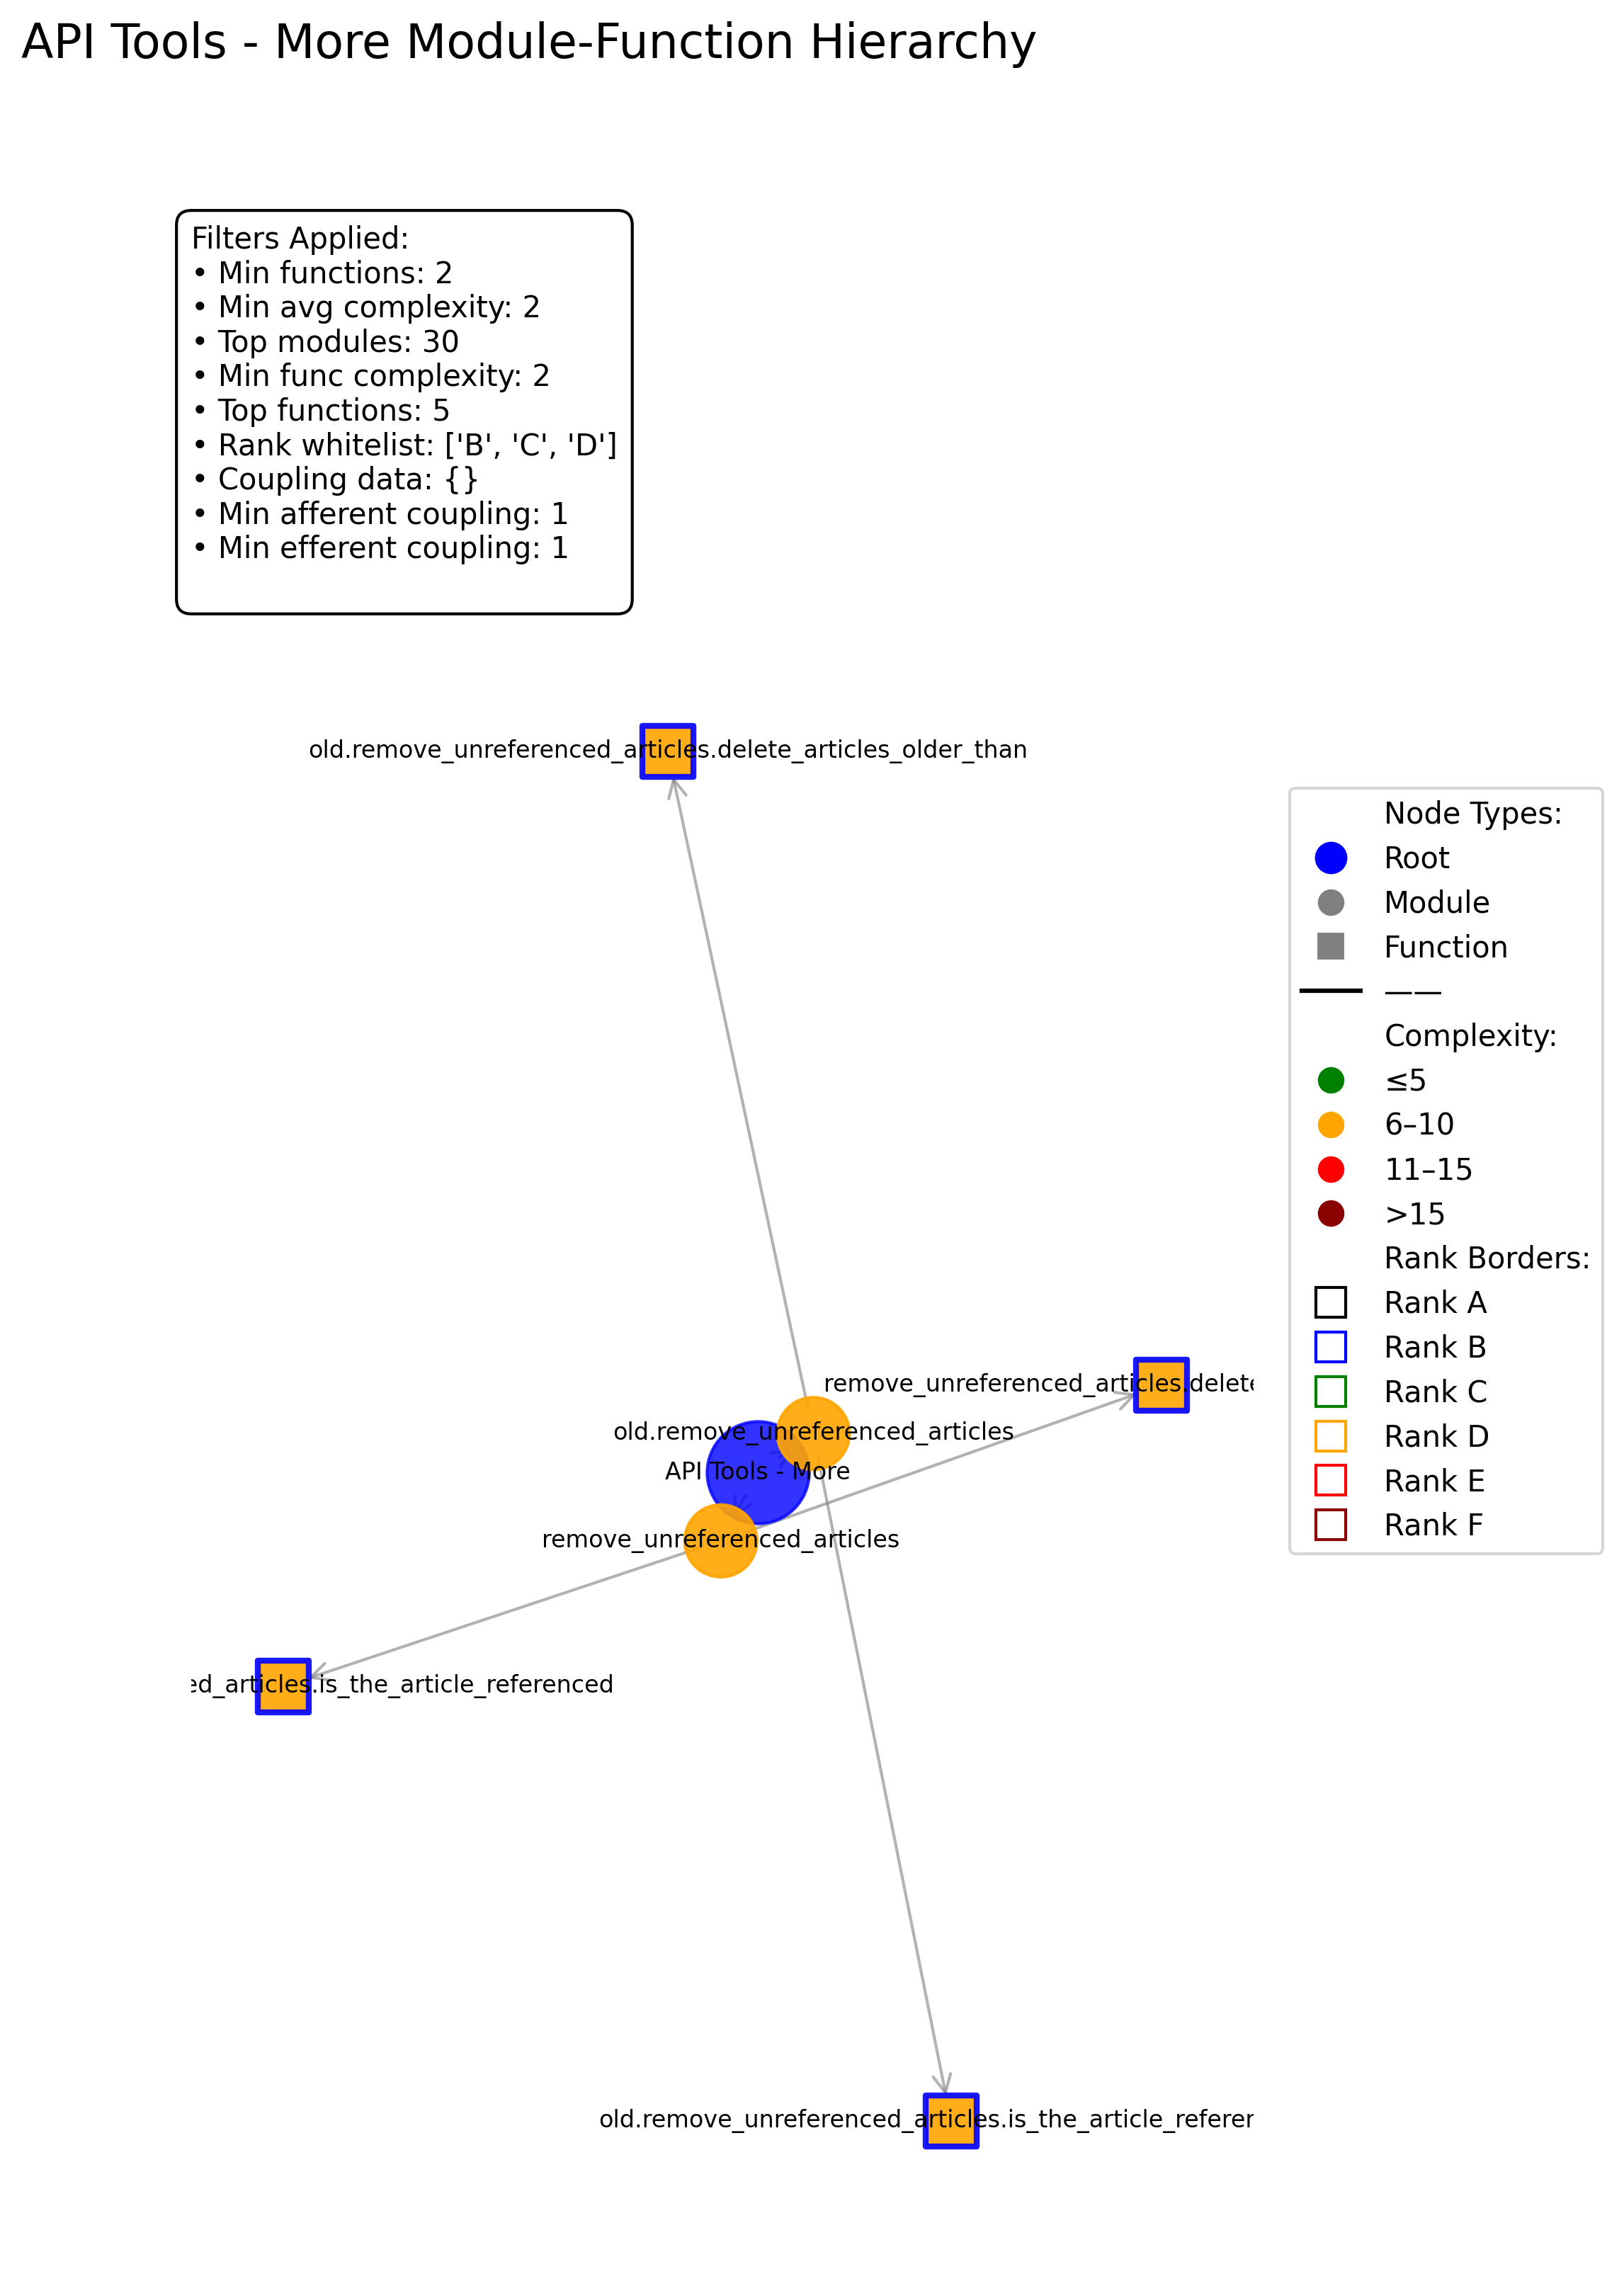 API Tools - More Module-Function Hierarchy
Filters Applied:
• Min functions: 2
• Min avg complexity: 2
• Top modules: 30
• Min func complexity: 2
• Top functions: 5
• Rank whitelist: ['B', 'C', 'D']
• Coupling data: {}
• Min afferent coupling: 1
• Min efferent coupling: 1
old.remove_unreferenced_articles.delete_articles_older_than
Node Types:
Root
Module
Function
——
Complexity:
≤5
6–10
11–15
>15
Rank Borders:
Rank A
Rank B
Rank C
Rank D
Rank E
Rank F
remove_unreferenced_articles.delete
old.remove_unreferenced_articles
API Tools - More
remove_unreferenced_articles
ed_articles.is_the_article_referenced
old.remove_unreferenced_articles.is_the_article_referer